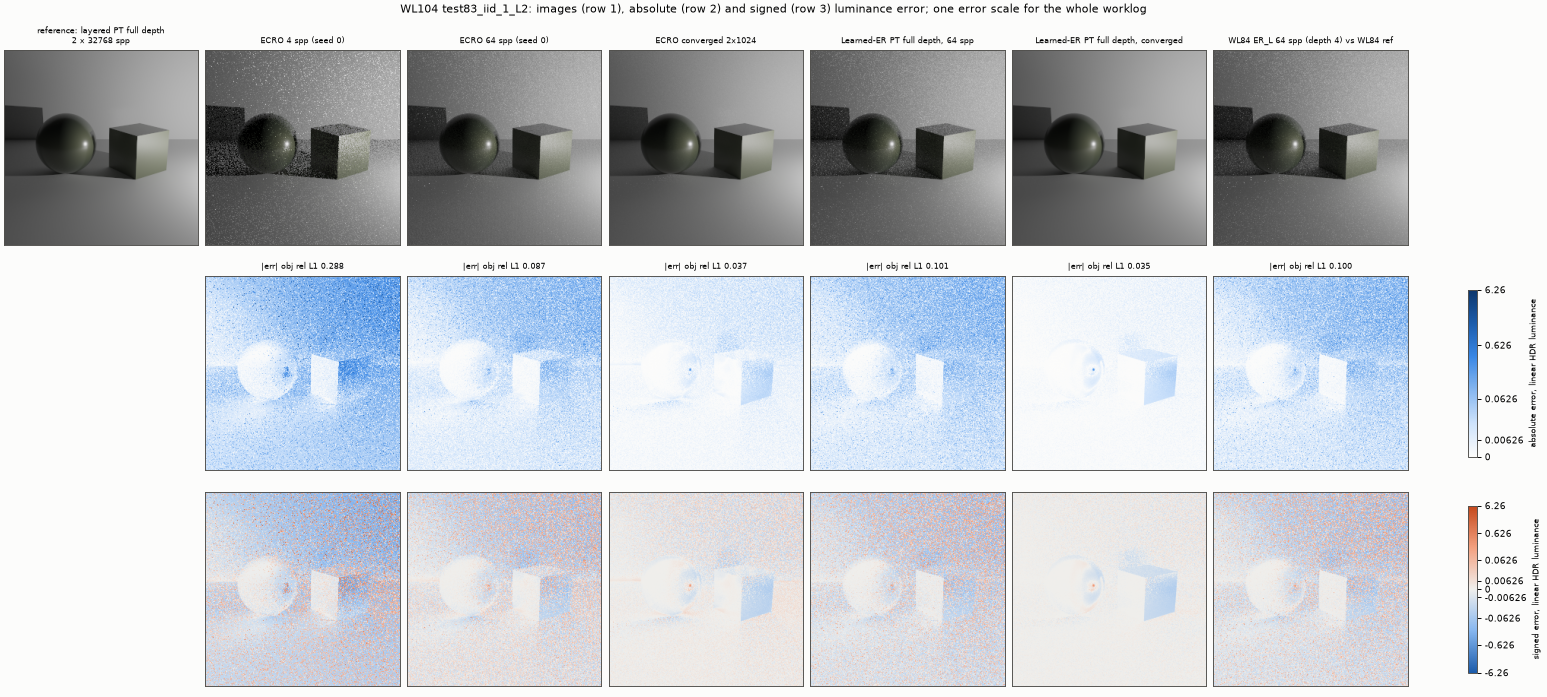 WL104 test83_iid_1_L2: images (row 1), absolute (row 2) and signed (row 3) luminance error; one error scale for the whole worklog
reference: layered PT full depth
2 x 32768 spp
ECRO 4 spp (seed 0)
ECRO 64 spp (seed 0)
ECRO converged 2x1024
Learned-ER PT full depth, 64 spp
Learned-ER PT full depth, converged
WL84 ER_L 64 spp (depth 4) vs WL84 ref
|err| obj rel L1 0.288
|err| obj rel L1 0.087
|err| obj rel L1 0.037
|err| obj rel L1 0.101
|err| obj rel L1 0.035
|err| obj rel L1 0.100
6.26
0.626
0.0626
0.00626
0
absolute error, linear HDR luminance
6.26
0.626
0.0626
0.00626
0
-0.00626
-0.0626
-0.626
-6.26
signed error, linear HDR luminance